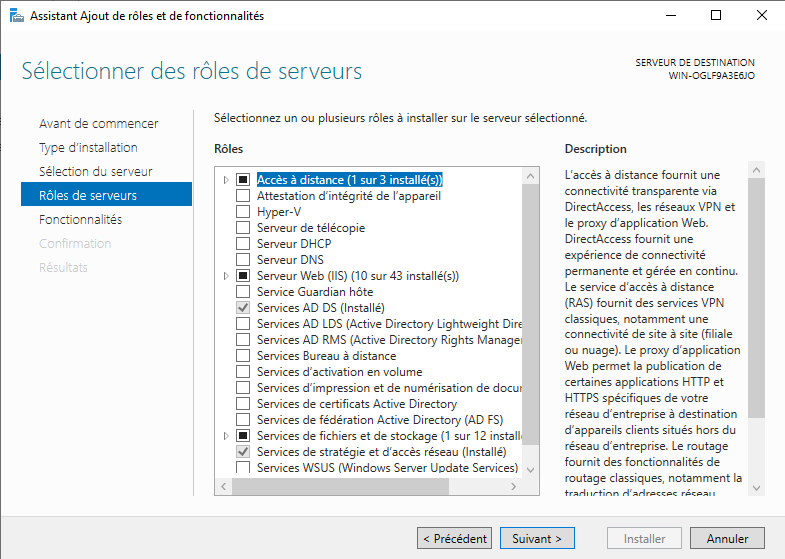 Assistant Ajout de rôles et de fonctionnalités
Sélectionner des rôles de serveurs
SERVEUR DE DESTINATION
WIN-OGLF9A3E6JO
Avant de commencer
Type d'installation
Sélection du serveur
Rôles de serveurs
Fonctionnalités
Confirmation
Résultats
Sélectionnez un ou plusieurs rôles à installer sur le serveur sélectionné.
Rôles
Accès à distance (1 sur 3 installé(s))
Attestation d'intégrité de l'appareil
Hyper-V
Serveur de télécopie
Serveur DHCP
Serveur DNS
Serveur Web (IIS) (10 sur 43 installé(s))
Service Guardian hôte
Services AD DS (Installé)
Services AD LDS (Active Directory Lightweight Dire
Services AD RMS (Active Directory Rights Manager
Services Bureau à distance
Services d'activation en volume
Services d'impression et de numérisation de docu
Services de certificats Active Directory
Services de fédération Active Directory (AD FS)
Services de fichiers et de stockage (1 sur 12 install
Services de stratégie et d'accès réseau (Installé)
Services WSUS (Windows Server Update Services)
Description
L'accès à distance fournit une
connectivité transparente via
DirectAccess, les réseaux VPN et
le proxy d'application Web.
DirectAccess fournit une
expérience de connectivité
permanente et gérée en continu.
Le service d'accès à distance
(RAS) fournit des services VPN
classiques, notamment une
connectivité de site à site (filiale
ou nuage). Le proxy d'application
Web permet la publication de
certaines applications HTTP et
HTTPS spécifiques de votre
réseau d'entreprise à destination
d'appareils clients situés hors du
réseau d'entreprise. Le routage
fournit des fonctionnalités de
routage classiques, notamment la
traduction d'adresses réseau
< Précédent
Suivant >
Installer
Annuler